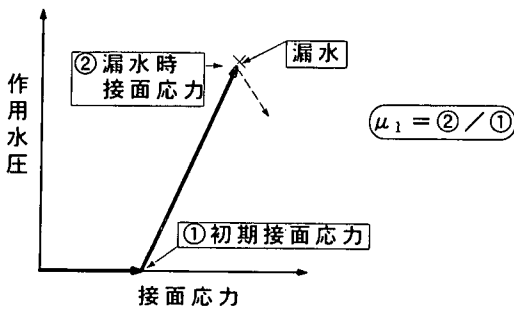 ②漏水時
接面応力
漏水
作用水圧
μ₁=②/①
①初期接面応力
接面応力